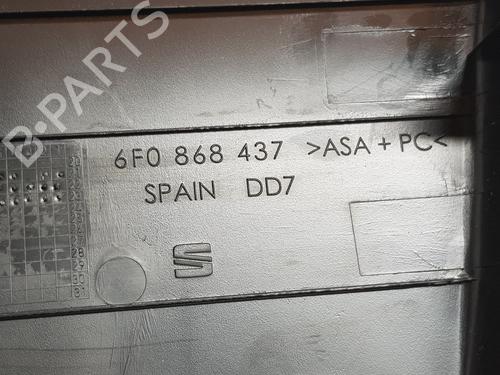 B-PARTS
6F0 868 437 >ASA + PC<
SPAIN DD7